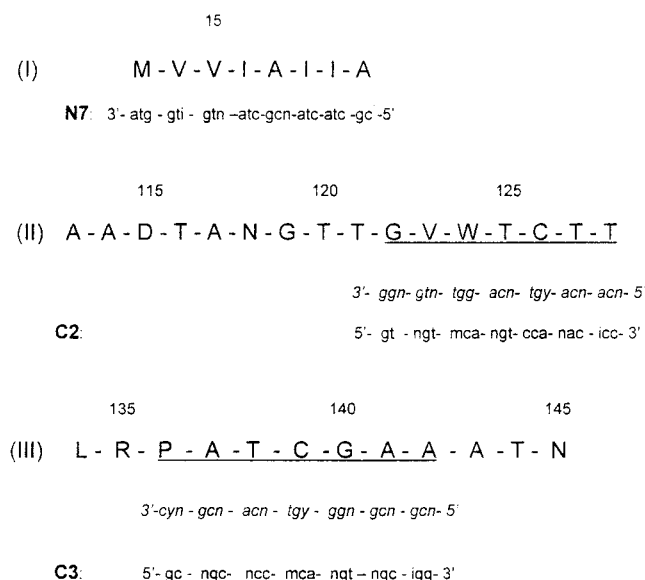 15
(I) M - V - V - I - A - I - I - A
N7: 3'- atg - gti - gtn –atc-gcn-atc-atc -gc -5'
115 120 125
(II) A - A - D - T - A - N - G - T - T - G - V - W - T - C - T - T
3'- ggn- gtn- tgg- acn- tgy- acn- acn- 5'
C2: 5'- gt - ngt- mca- ngt- cca- nac - icc- 3'
135 140 145
(III) L - R - P - A - T - C - G - A - A - A - T - N
3'-cyn - gcn - acn - tgy - ggn - gcn - gcn- 5'
C3: 5'- gc - ngc- ncc- mca- ngt – ngc - igg- 3'